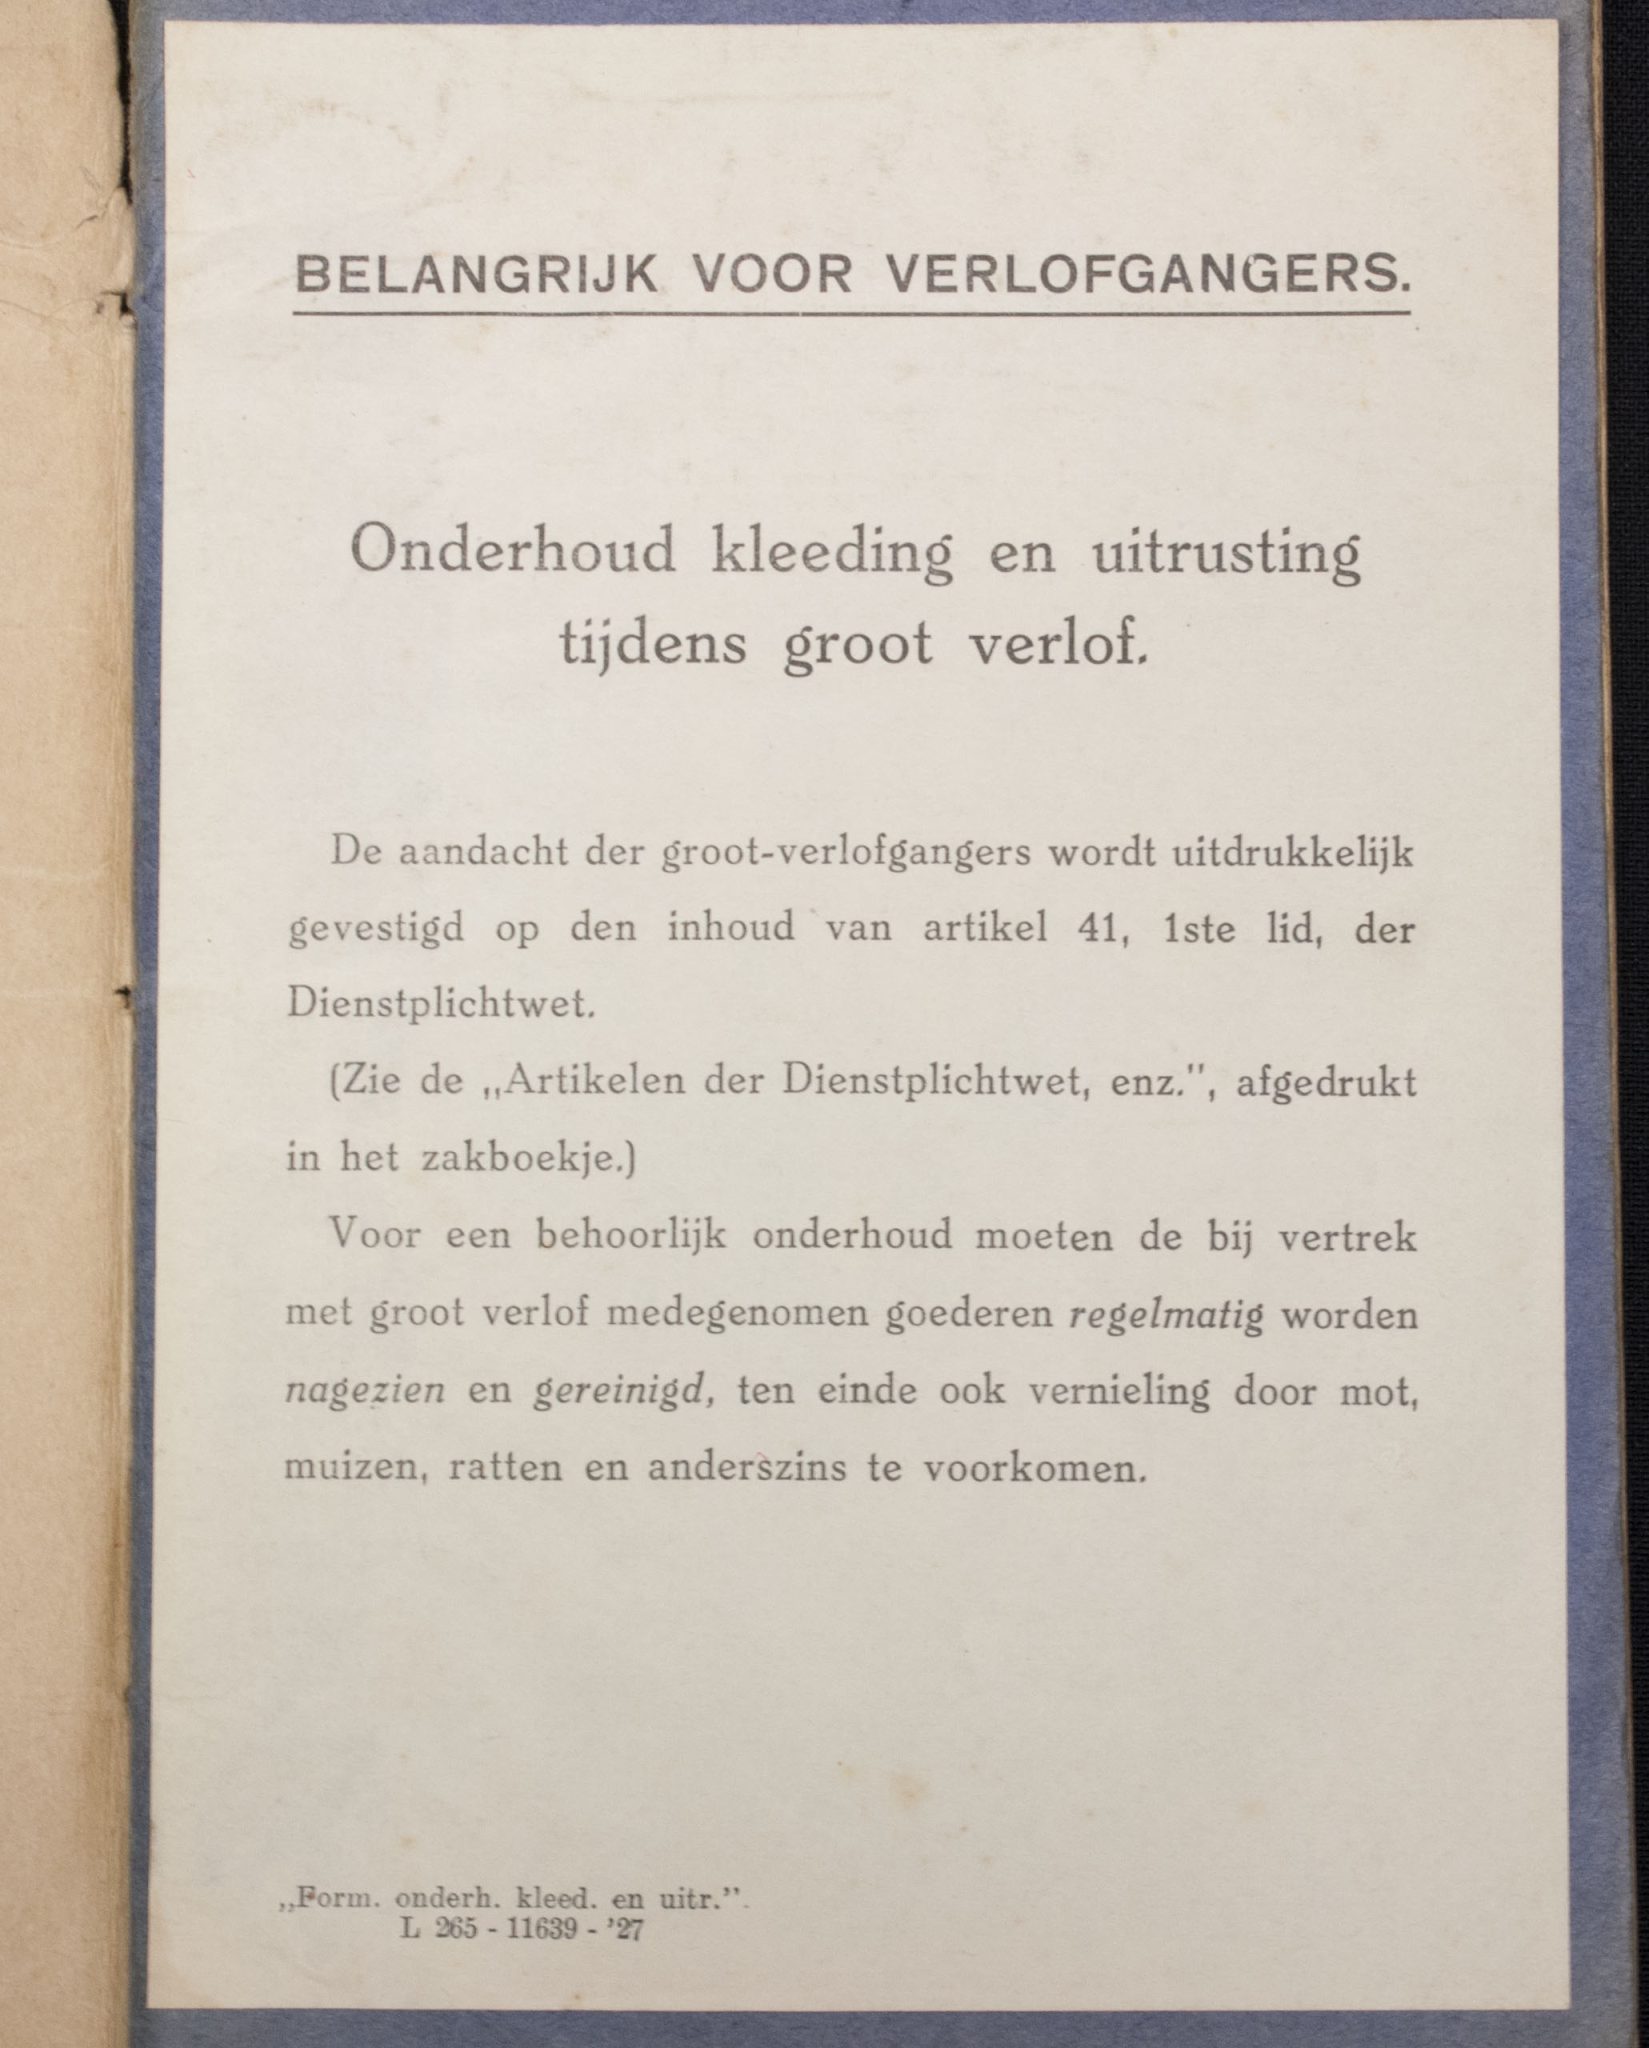 BELANGRIJK VOOR VERLOFGANGERS.
Onderhoud kleeding en uitrusting
tijdens groot verlof.
De aandacht der groot-verlofgangers wordt uitdrukkelijk
gevestigd op den inhoud van artikel 41, 1ste lid, der
Dienstplichtwet.
(Zie de „Artikelen der Dienstplichtwet, enz.", afgedrukt
in het zakboekje.)
Voor een behoorlijk onderhoud moeten de bij vertrek
met groot verlof medegenomen goederen regelmatig worden
nagezien en gereinigd, ten einde ook vernieling door mot,
muizen, ratten en anderszins te voorkomen.
„Form. onderh. kleed. en uitr.".
L 265 - 11639 - '27